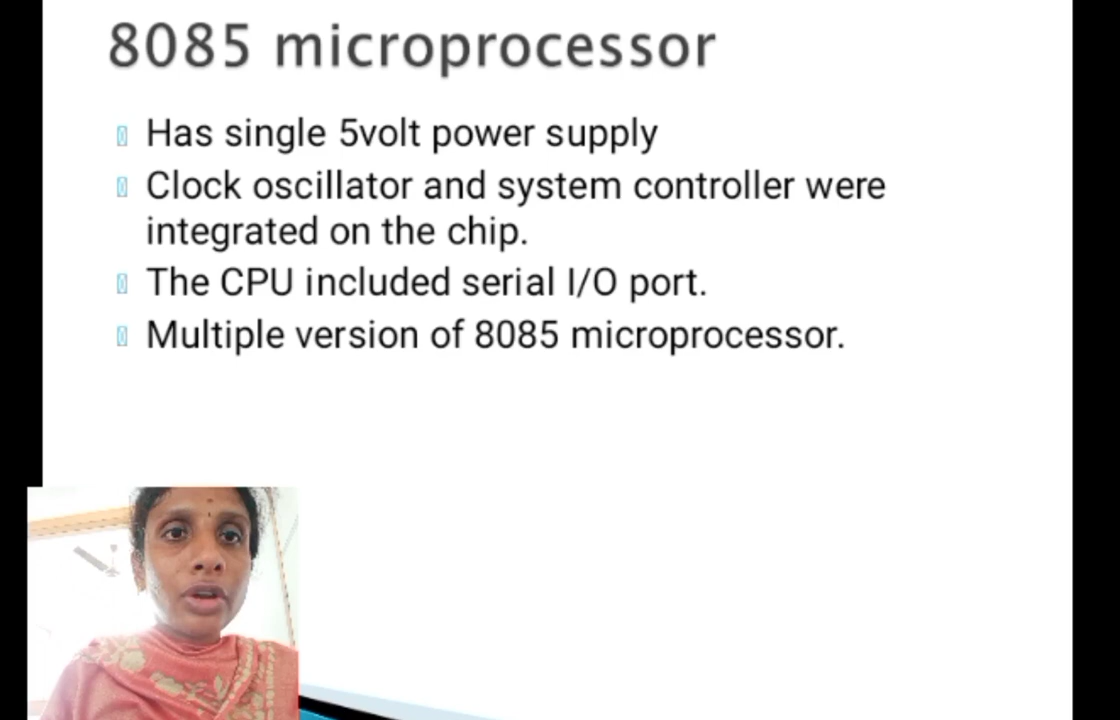 8085 microprocessor
Has single 5volt power supply
Clock oscillator and system controller were
integrated on the chip.
The CPU included serial I/O port.
Multiple version of 8085 microprocessor.